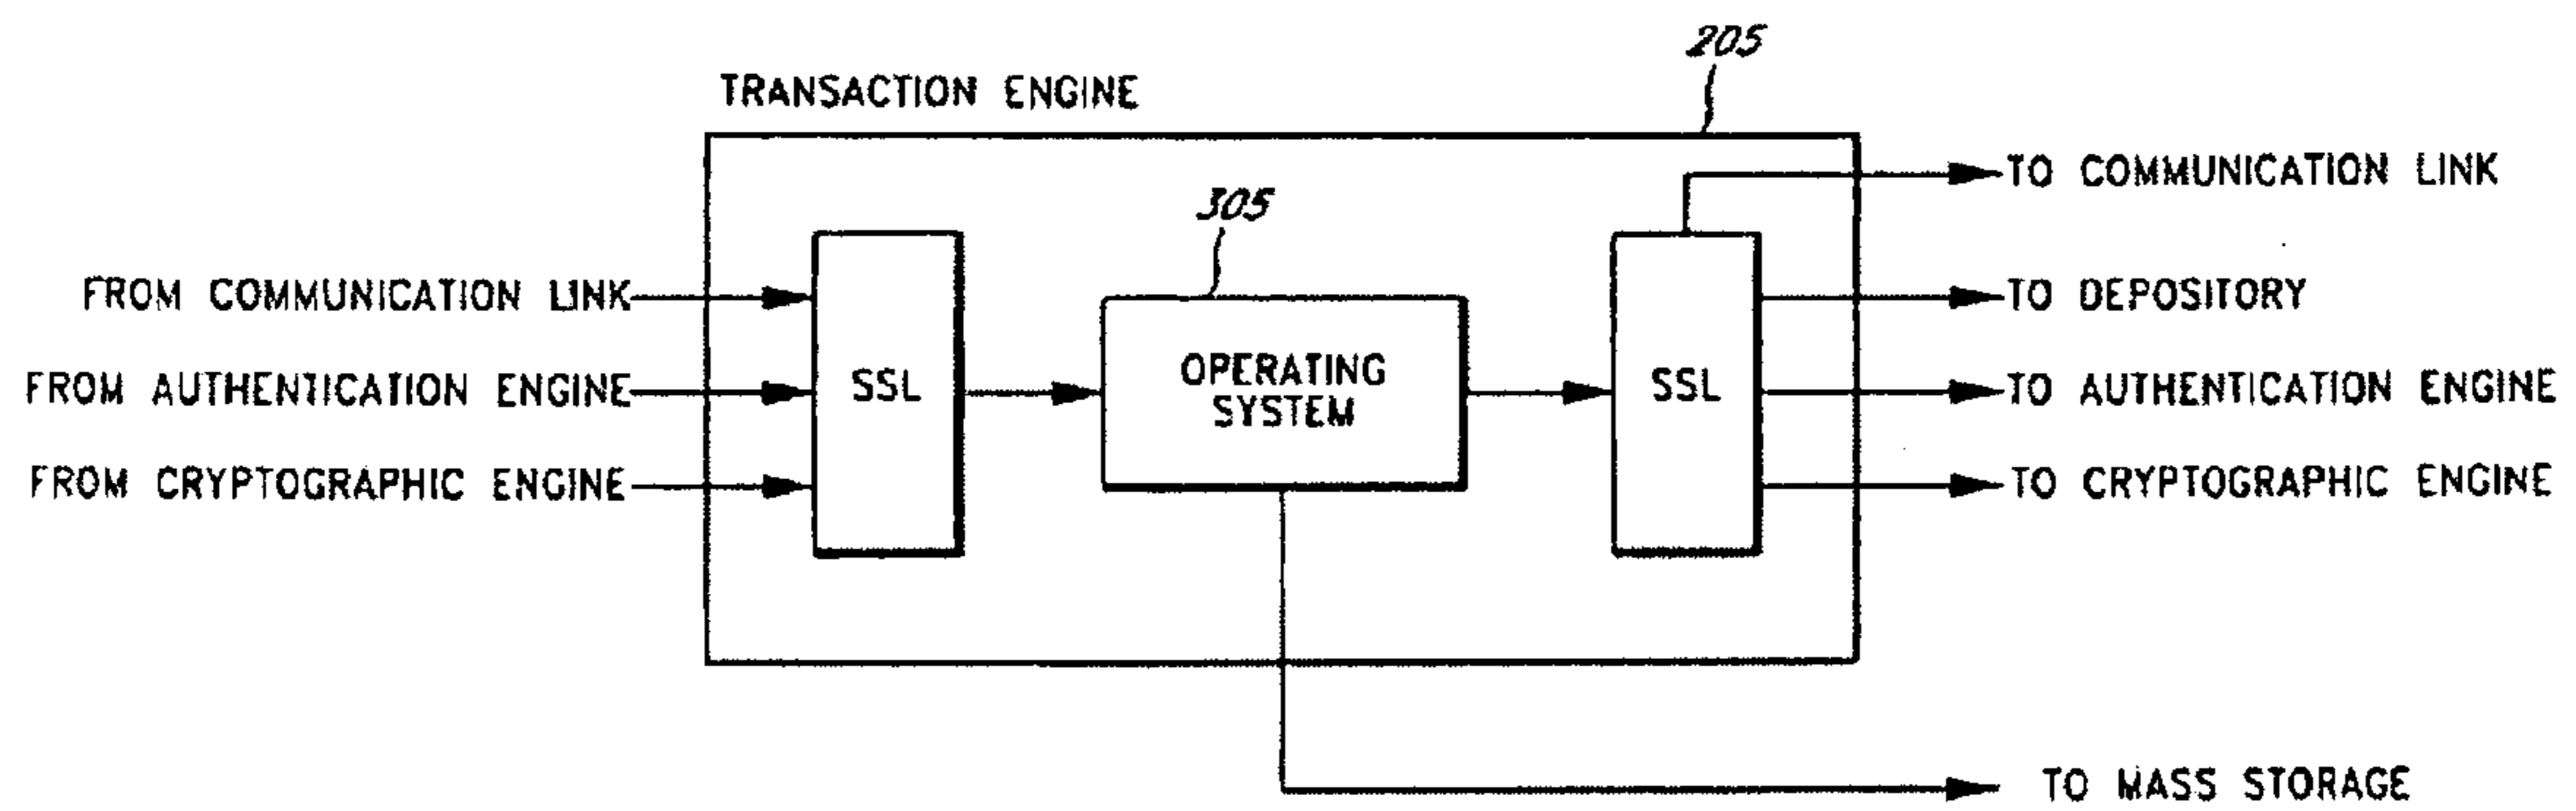 205
TRANSACTION ENGINE
TO COMMUNICATION LINK
305
FROM COMMUNICATION LINK
TO DEPOSITORY
OPERATING
SYSTEM
SSL
SSL
FROM AUTHENTICATION ENGINE
TO AUTHENTICATION ENGINE
FROM CRYPTOGRAPHIC ENGINE
TO CRYPTOGRAPHIC ENGINE
TO MASS STORAGE